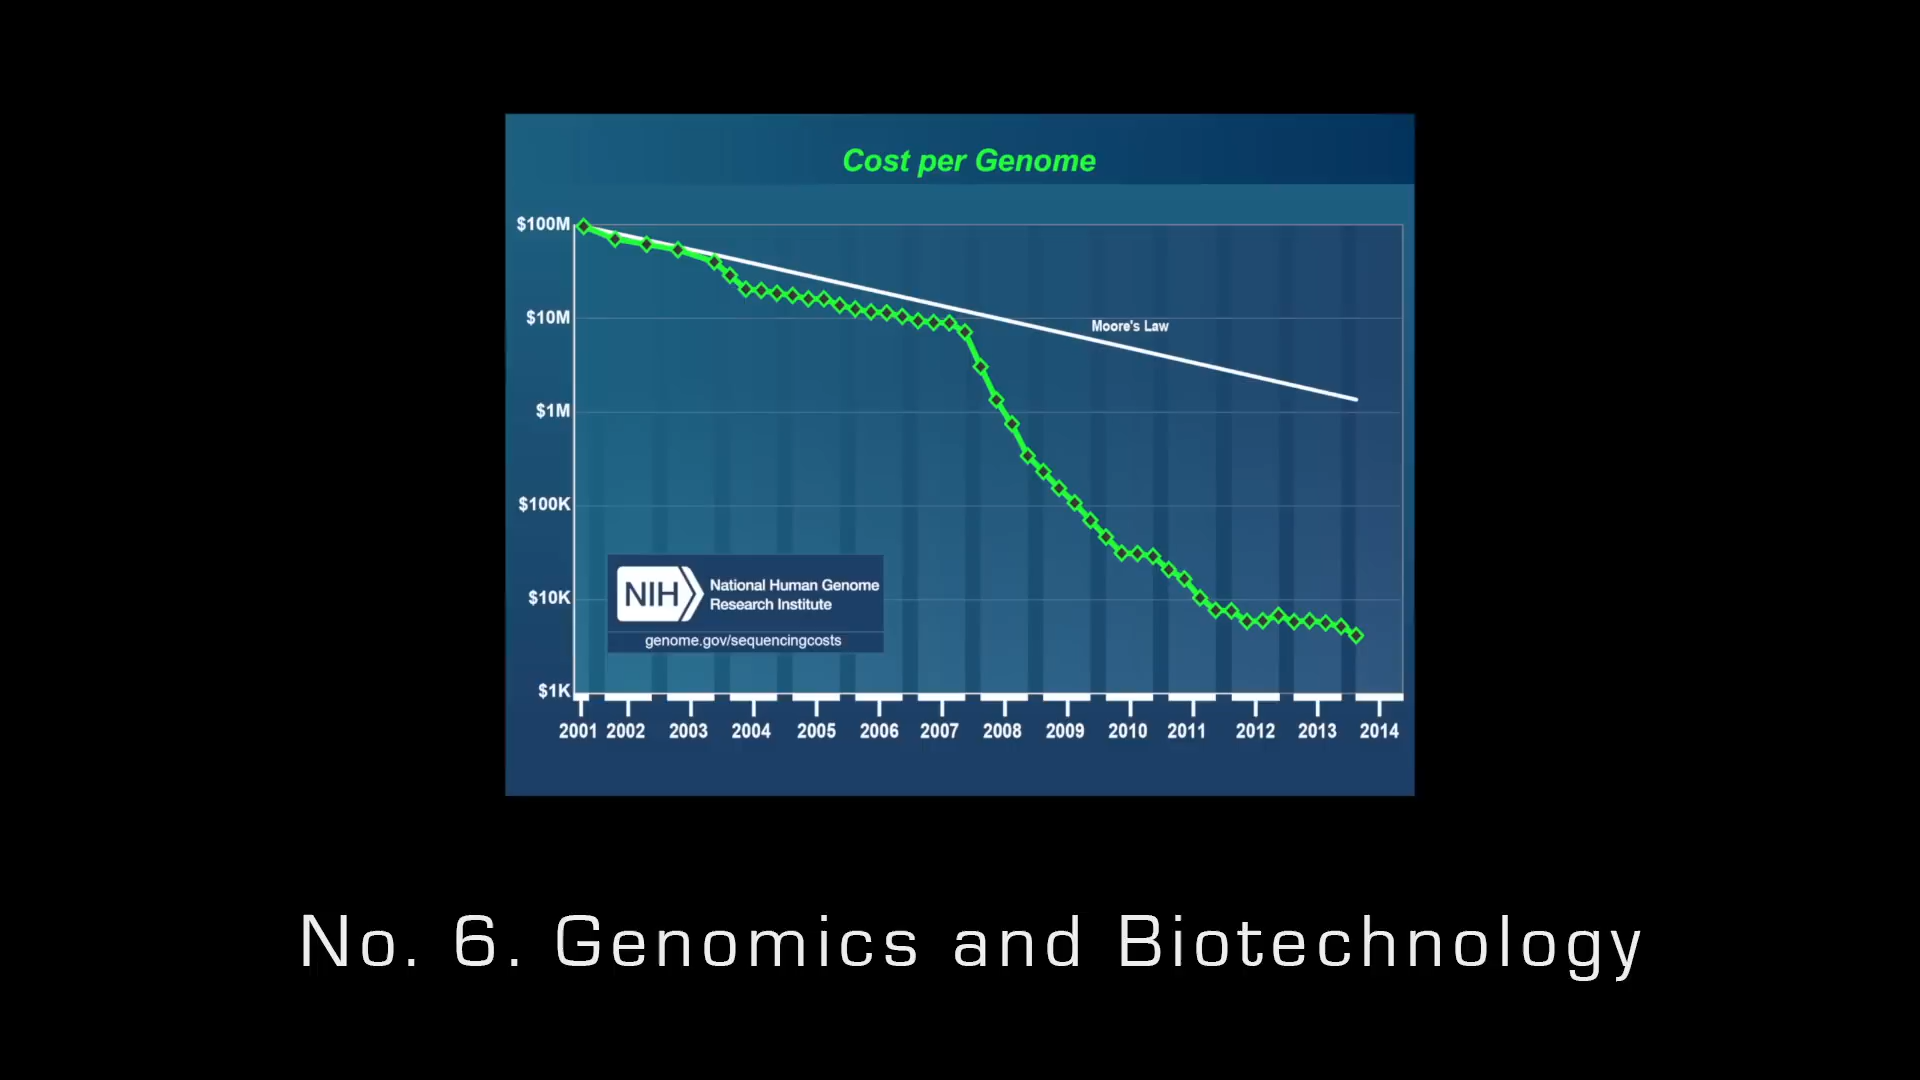 Cost per Genome
$100M
$10M
Moore's Law
$1M
$100K
NIH
National Human Genome
Research Institute
$10K
genome.gov/sequencingcosts
$1K
2001 2002 2003 2004 2005 2006 2007 2008 2009 2010 2011 2012 2013 2014
No. 6. Genomics and Biotechnology